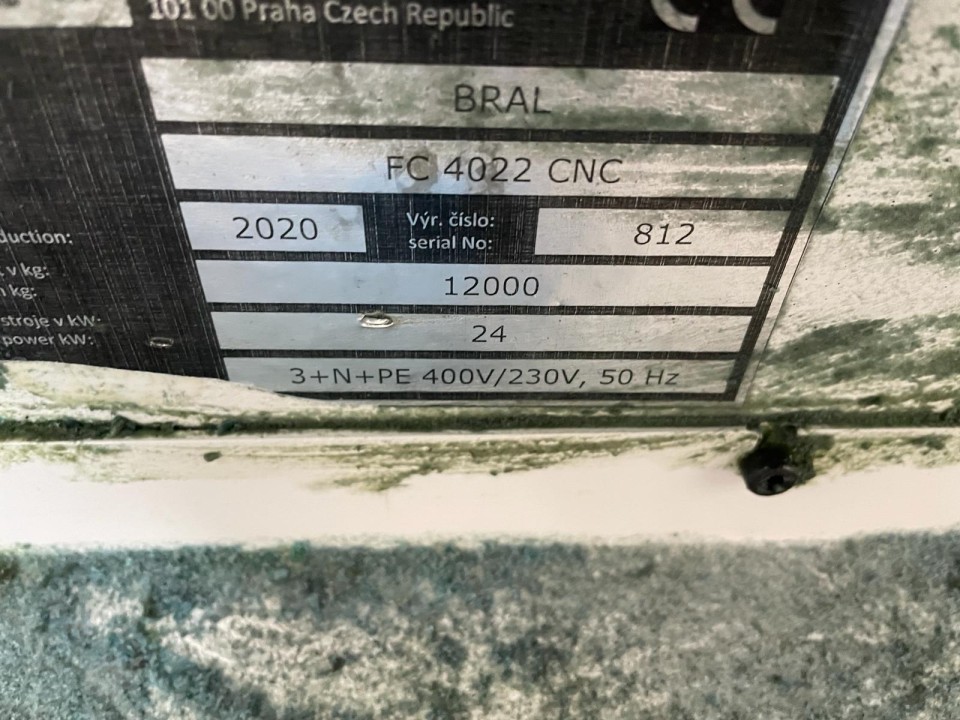 101 00 Praha Czech Republic
CE
BRAL
FC 4022 CNC
2020
Výr. číslo:
serial No:
812
v kg:
kg:
12000
stroje v kW:
power kW:
24
3+N+PE 400V/230V, 50 Hz